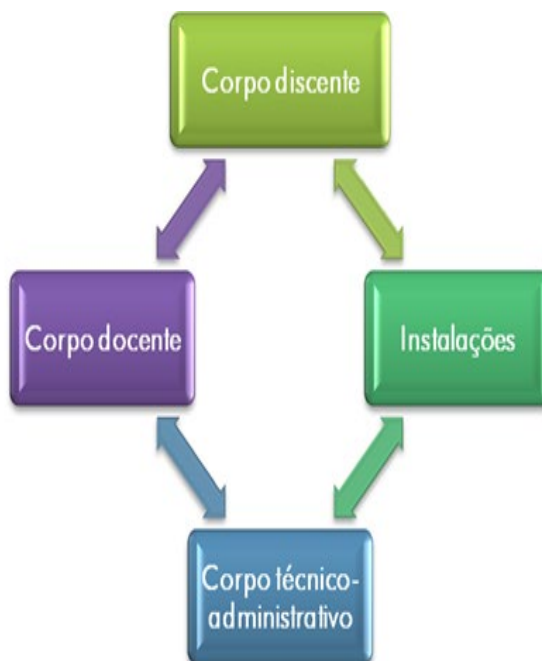 Corpo discente
Corpo docente
Instalações
Corpo técnico-
administrativo